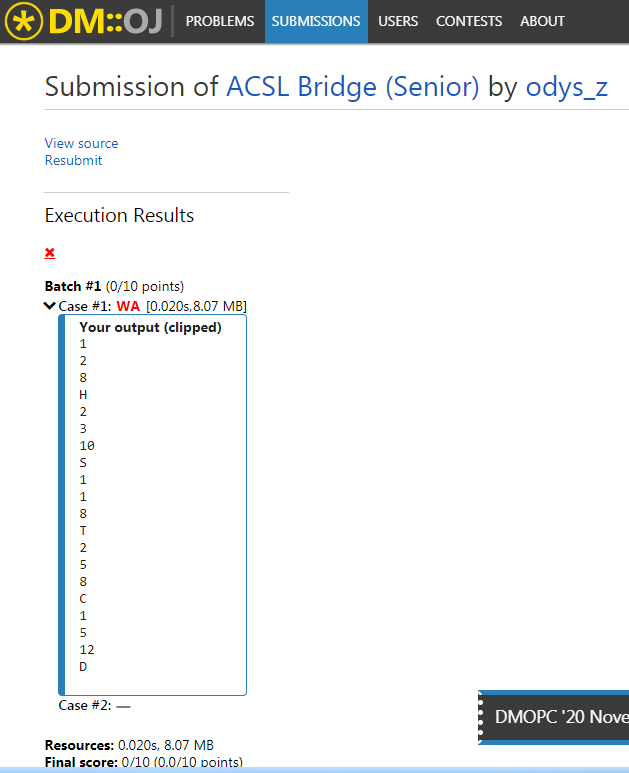 DM::OJ PROBLEMS SUBMISSIONS USERS CONTESTS ABOUT
Submission of ACSL Bridge (Senior) by odys_z
View source
Resubmit
Execution Results
Batch #1 (0/10 points)
Case #1: WA [0.020s,8.07 MB]
Your output (clipped)
1
2
8
H
2
3
10
S
1
1
8
T
2
5
8
C
1
5
12
D
Case #2: —
DMOPC '20 Nove
Resources: 0.020s, 8.07 MB
Final score: 0/10 (0.0/10 points)